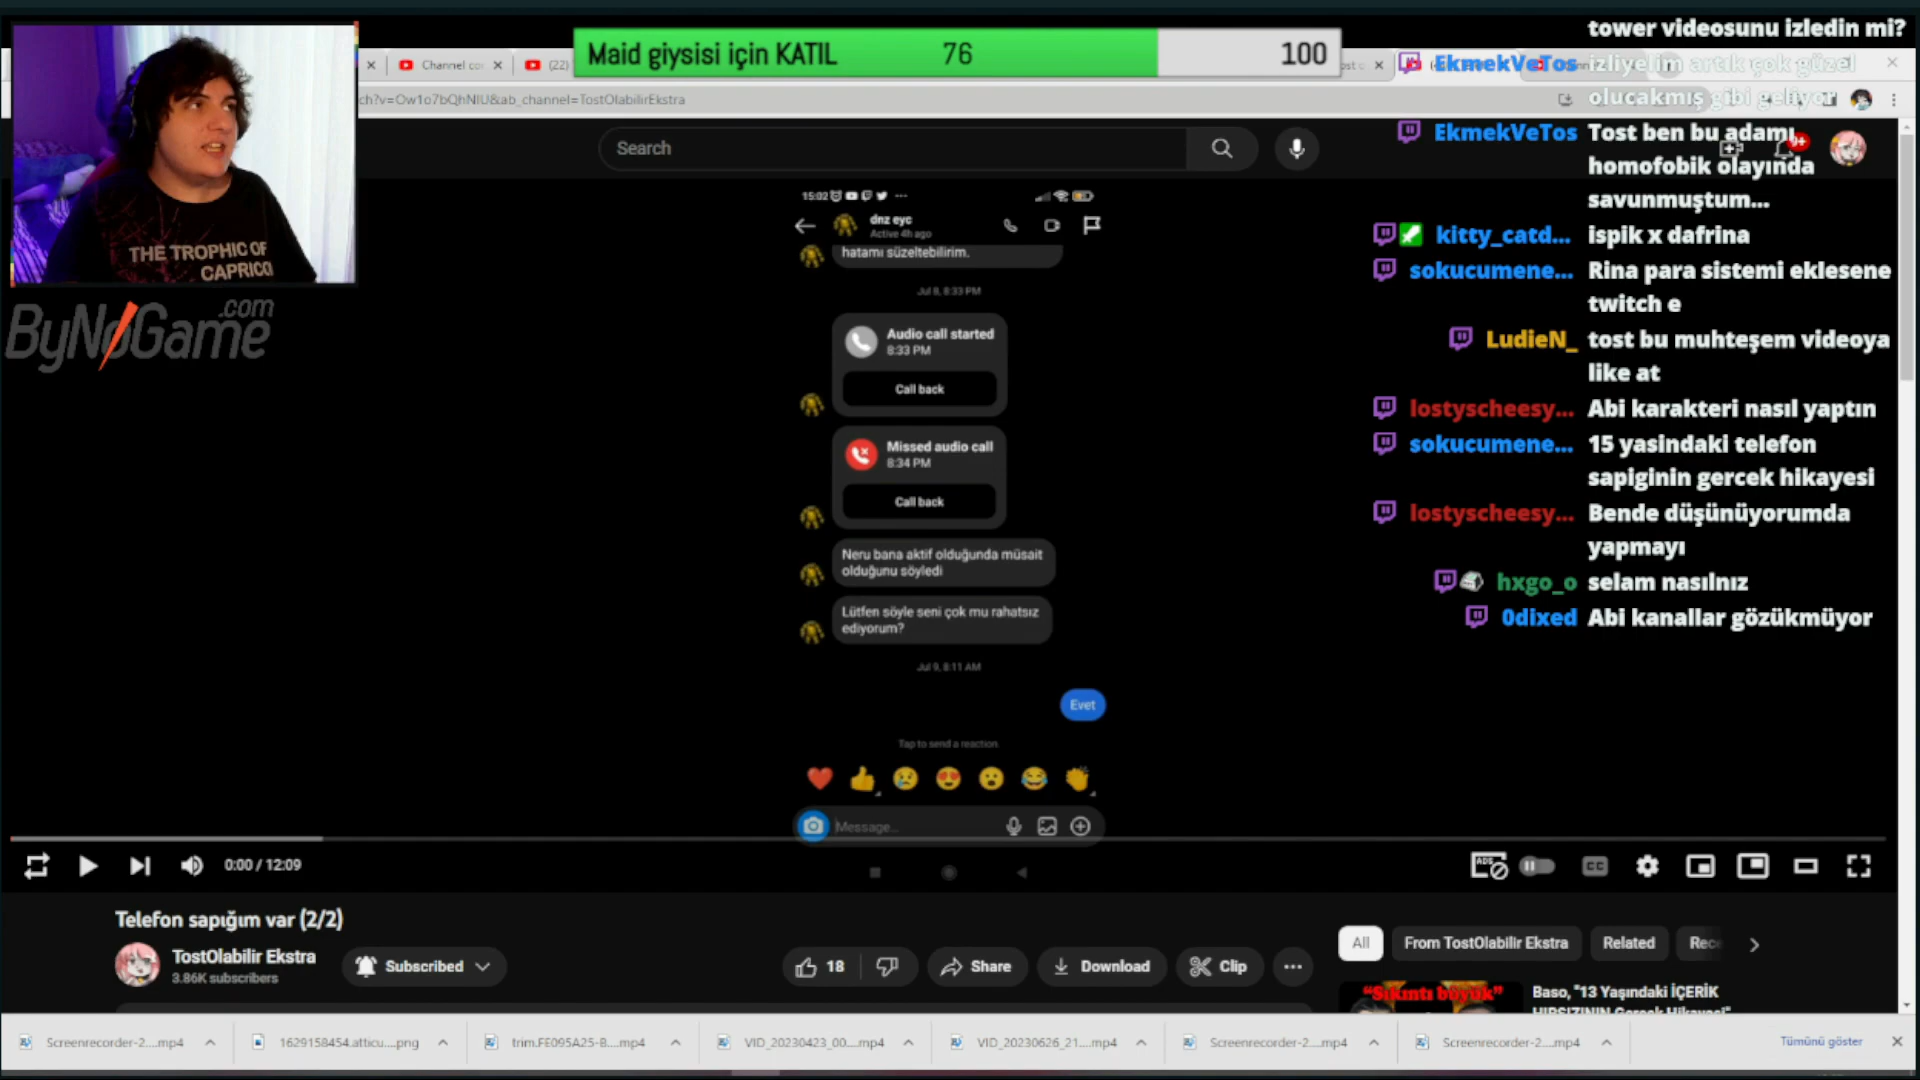 Maid giysisi için KATIL 76 100
tower videosunu izledin mi?
EkmekVeTos izliyelim artık çok güzel
olucakmış gibi geliyor
Channel co
(22)
ch?v=Ow1o7bQhNIU&ab_channel=TostOlabilirEkstra
Search
9+
THE TROPHIC OF
CAPRICO
ByNoGame
.com
15:02
dnz eyc
Active 4h ago
hatamı süzeltebilirim.
Jul 8, 8:33 PM
Audio call started
8:33 PM
Call back
Missed audio call
8:34 PM
Call back
Neru bana aktif olduğunda müsait
olduğunu söyledi
Lütfen söyle seni çok mu rahatsız
ediyorum?
Jul 9, 8:11 AM
Evet
Tap to send a reaction.
Message...
EkmekVeTos Tost ben bu adamı
homofobik olayında
savunmuştum...
kitty_catd... ispik x dafrina
sokucumene... Rina para sistemi eklesene
twitch e
LudieN_ tost bu muhteşem videoya
like at
lostyscheesy... Abi karakteri nasıl yaptın
sokucumene... 15 yasindaki telefon
sapiginin gercek hikayesi
lostyscheesy... Bende düşünüyorumda
yapmayı
hxgo_o selam nasılnız
0dixed Abi kanallar gözükmüyor
0:00 / 12:09
ADS
CC
Telefon sapığım var (2/2)
TostOlabilir Ekstra
3.86K subscribers
Subscribed
18
Share
Download
Clip
All
From TostOlabilir Ekstra
Related
Rece
"Sıkıntı büyük"
Baso, "13 Yaşındaki İÇERİK
HIRSIZININ Gerçek Hikayesi"
Screenrecorder-2....mp4
1629158454.atticu....png
trim.FE095A25-8....mp4
VID_20230423_00....mp4
VID_20230626_21....mp4
Screenrecorder-2....mp4
Screenrecorder-2....mp4
Tümünü göster